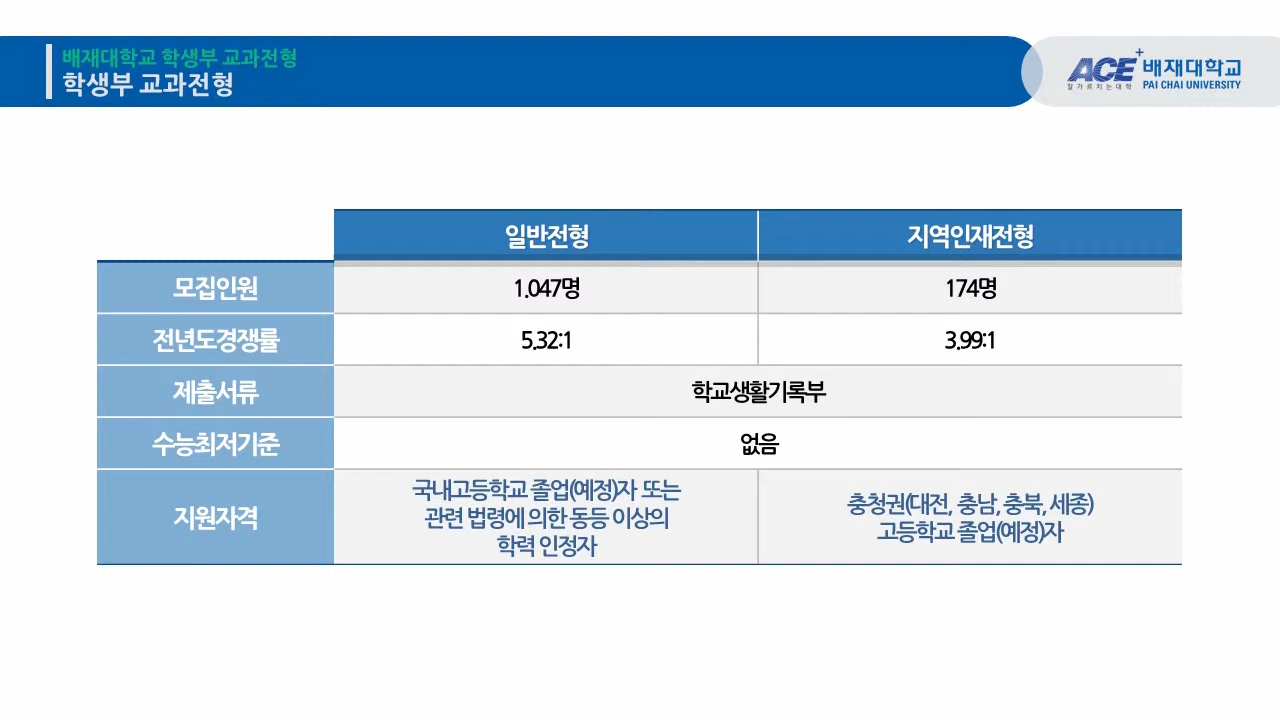 배재대학교 학생부 교과전형
학생부 교과전형
ACE+
잘가르치는대학
배재대학교
PAI CHAI UNIVERSITY
일반전형 지역인재전형
모집인원 1.047명 174명
전년도경쟁률 5.32:1 3.99:1
제출서류 학교생활기록부
수능최저기준 없음
지원자격
국내고등학교 졸업(예정)자 또는
관련 법령에 의한 동등 이상의
학력 인정자
충청권(대전, 충남, 충북, 세종)
고등학교 졸업(예정)자